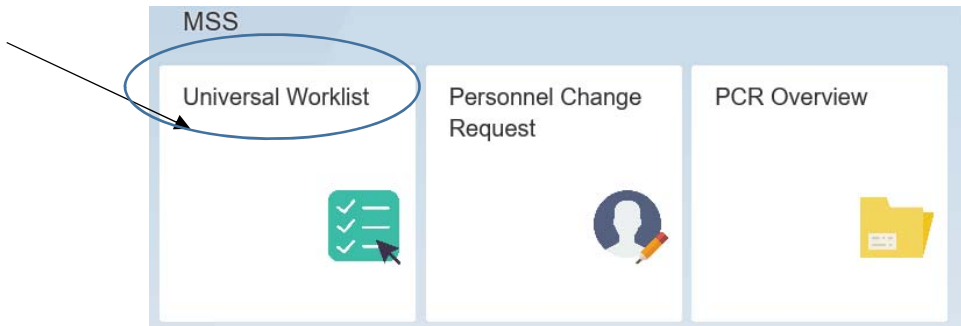 MSS
Universal Worklist
Personnel Change
Request
PCR Overview